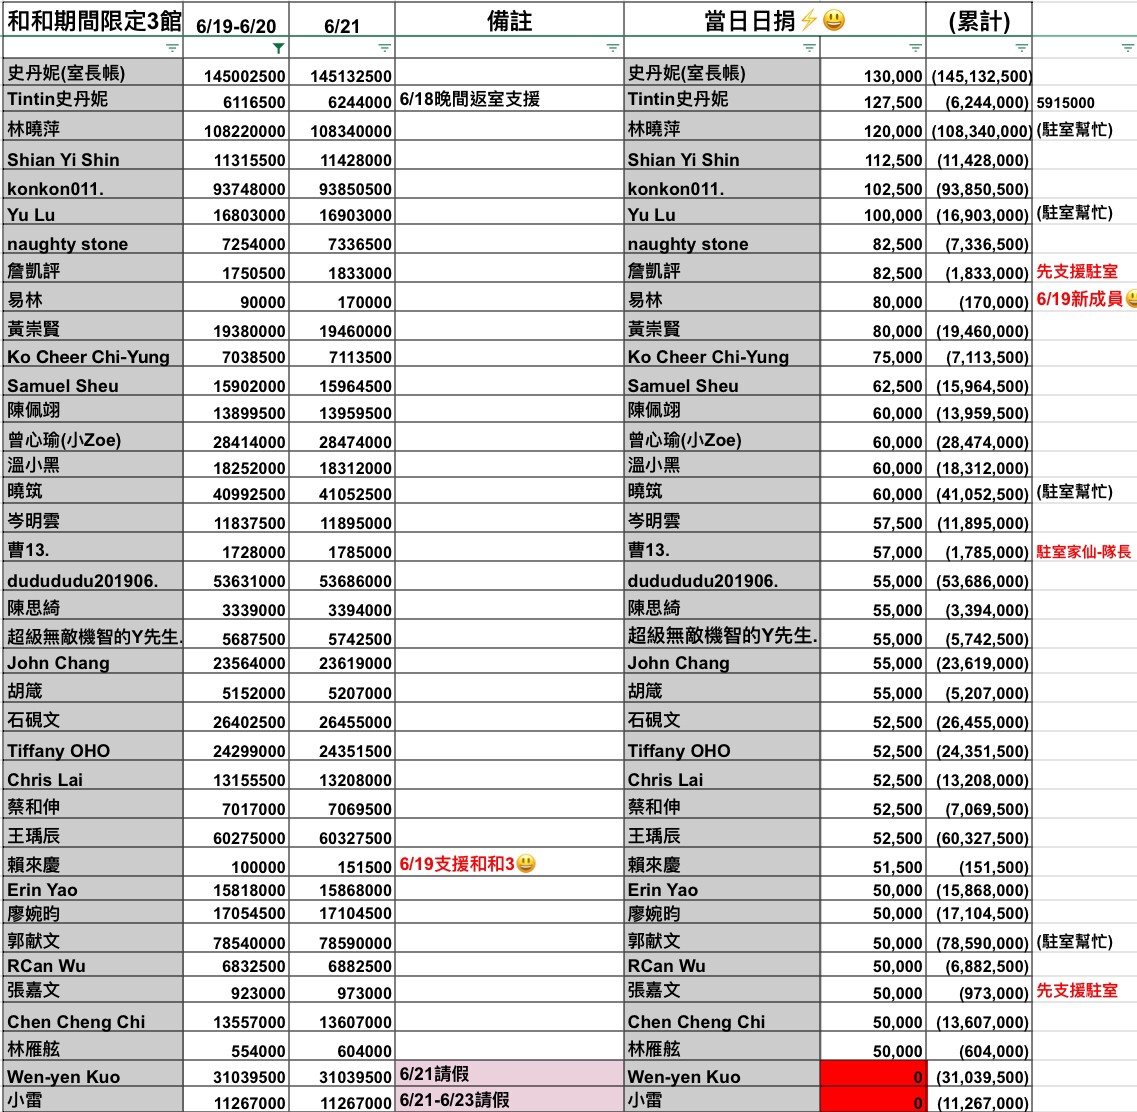 和和期間限定3館 6/19-6/20 6/21 備註 當日日捐⚡😃 (累計)
史丹妮(室長帳) 145002500 145132500 史丹妮(室長帳) 130,000 (145,132,500)
Tintin史丹妮 6116500 6244000 6/18晚間返室支援 Tintin史丹妮 127,500 (6,244,000) 5915000
林曉萍 108220000 108340000 林曉萍 120,000 (108,340,000) (駐室幫忙)
Shian Yi Shin 11315500 11428000 Shian Yi Shin 112,500 (11,428,000)
konkon011. 93748000 93850500 konkon011. 102,500 (93,850,500)
Yu Lu 16803000 16903000 Yu Lu 100,000 (16,903,000) (駐室幫忙)
naughty stone 7254000 7336500 naughty stone 82,500 (7,336,500)
詹凱評 1750500 1833000 詹凱評 82,500 (1,833,000) 先支援駐室
易林 90000 170000 易林 80,000 (170,000) 6/19新成員😃
黃崇賢 19380000 19460000 黃崇賢 80,000 (19,460,000)
Ko Cheer Chi-Yung 7038500 7113500 Ko Cheer Chi-Yung 75,000 (7,113,500)
Samuel Sheu 15902000 15964500 Samuel Sheu 62,500 (15,964,500)
陳佩翊 13899500 13959500 陳佩翊 60,000 (13,959,500)
曾心瑜(小Zoe) 28414000 28474000 曾心瑜(小Zoe) 60,000 (28,474,000)
溫小黑 18252000 18312000 溫小黑 60,000 (18,312,000)
曉筑 40992500 41052500 曉筑 60,000 (41,052,500) (駐室幫忙)
岑明雲 11837500 11895000 岑明雲 57,500 (11,895,000)
曹13. 1728000 1785000 曹13. 57,000 (1,785,000) 駐室家仙-隊長
dudududu201906. 53631000 53686000 dudududu201906. 55,000 (53,686,000)
陳思綺 3339000 3394000 陳思綺 55,000 (3,394,000)
超級無敵機智的Y先生. 5687500 5742500 超級無敵機智的Y先生. 55,000 (5,742,500)
John Chang 23564000 23619000 John Chang 55,000 (23,619,000)
胡箴 5152000 5207000 胡箴 55,000 (5,207,000)
石硯文 26402500 26455000 石硯文 52,500 (26,455,000)
Tiffany OHO 24299000 24351500 Tiffany OHO 52,500 (24,351,500)
Chris Lai 13155500 13208000 Chris Lai 52,500 (13,208,000)
蔡和伸 7017000 7069500 蔡和伸 52,500 (7,069,500)
王瑀辰 60275000 60327500 王瑀辰 52,500 (60,327,500)
賴來慶 100000 151500 6/19支援和和3😃 賴來慶 51,500 (151,500)
Erin Yao 15818000 15868000 Erin Yao 50,000 (15,868,000)
廖婉昀 17054500 17104500 廖婉昀 50,000 (17,104,500)
郭献文 78540000 78590000 郭献文 50,000 (78,590,000) (駐室幫忙)
RCan Wu 6832500 6882500 RCan Wu 50,000 (6,882,500)
張嘉文 923000 973000 張嘉文 50,000 (973,000) 先支援駐室
Chen Cheng Chi 13557000 13607000 Chen Cheng Chi 50,000 (13,607,000)
林雁舷 554000 604000 林雁舷 50,000 (604,000)
Wen-yen Kuo 31039500 31039500 6/21請假 Wen-yen Kuo 0 (31,039,500)
小雷 11267000 11267000 6/21-6/23請假 小雷 0 (11,267,000)